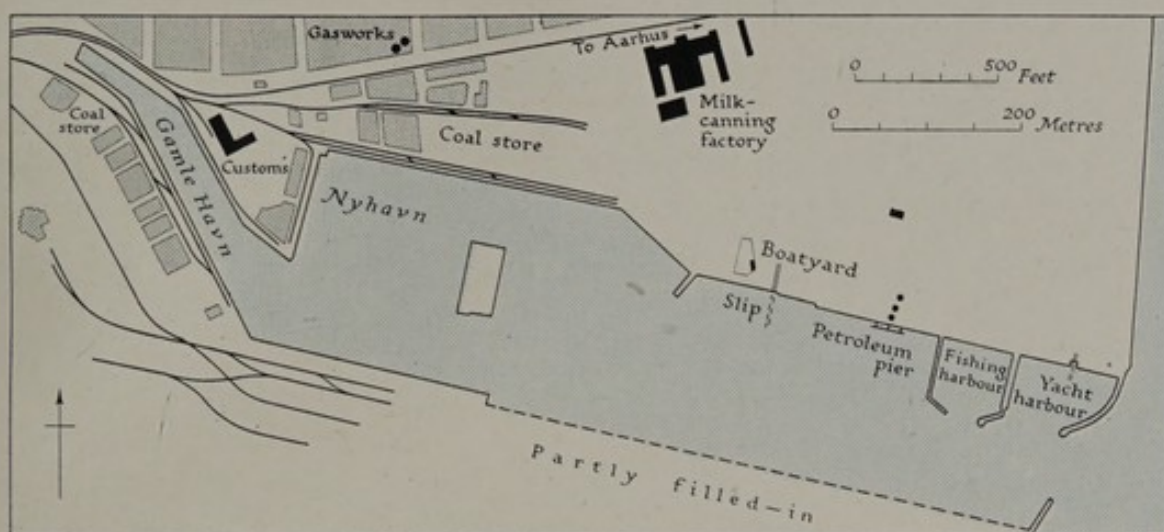 Gasworks
To Aarhus
0 500 Feet
0 200 Metres
Milk-
canning
factory
Coal
store
Gamle Havn
Customs
Coal store
Nyhavn
Boatyard
Slip
Petroleum
pier
Fishing
harbour
Yacht
harbour
Partly filled-in